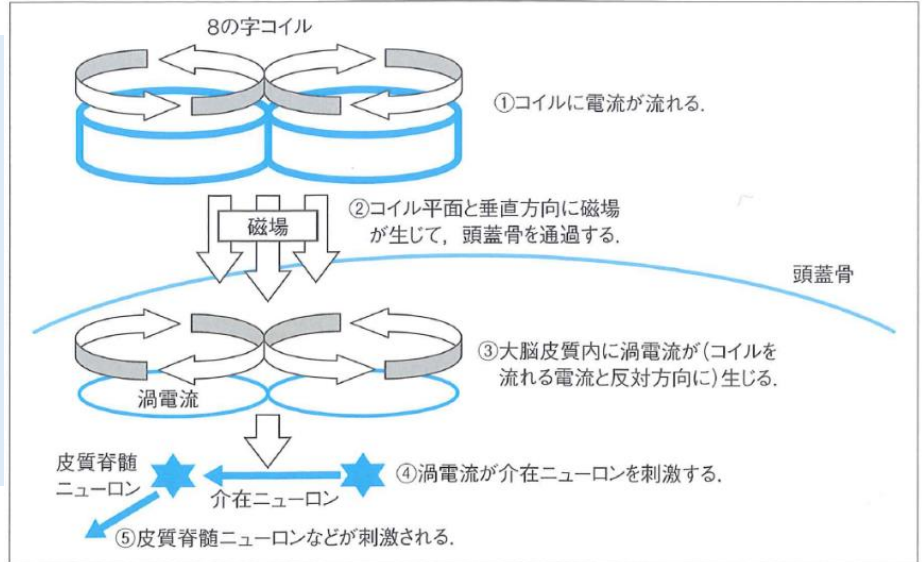 8の字コイル
①コイルに電流が流れる.
②コイル平面と垂直方向に磁場
が生じて，頭蓋骨を通過する.
磁場
頭蓋骨
③大脳皮質内に渦電流が(コイルを
流れる電流と反対方向に)生じる.
渦電流
皮質脊髄
ニューロン
④渦電流が介在ニューロンを刺激する.
介在ニューロン
⑤皮質脊髄ニューロンなどが刺激される.